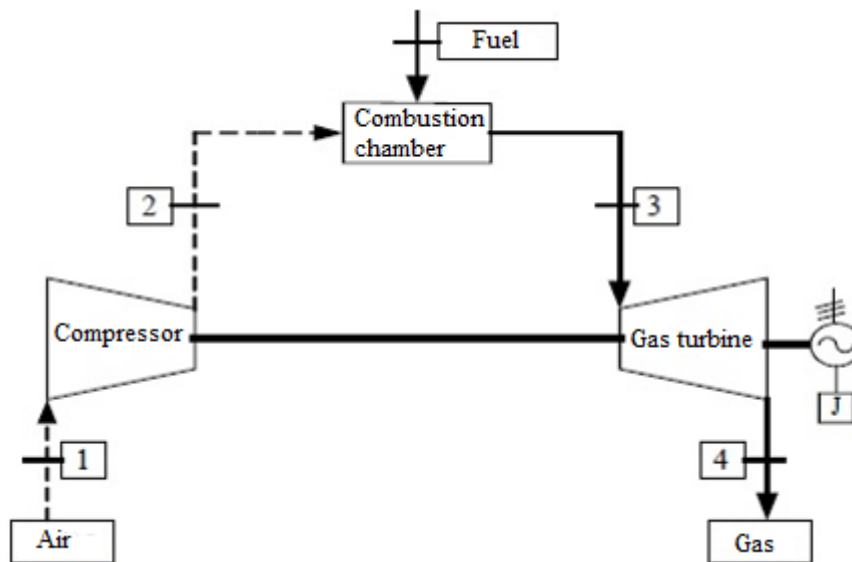 Fuel
Combustion
chamber
2
3
Compressor
Gas turbine
J
1
4
Air
Gas